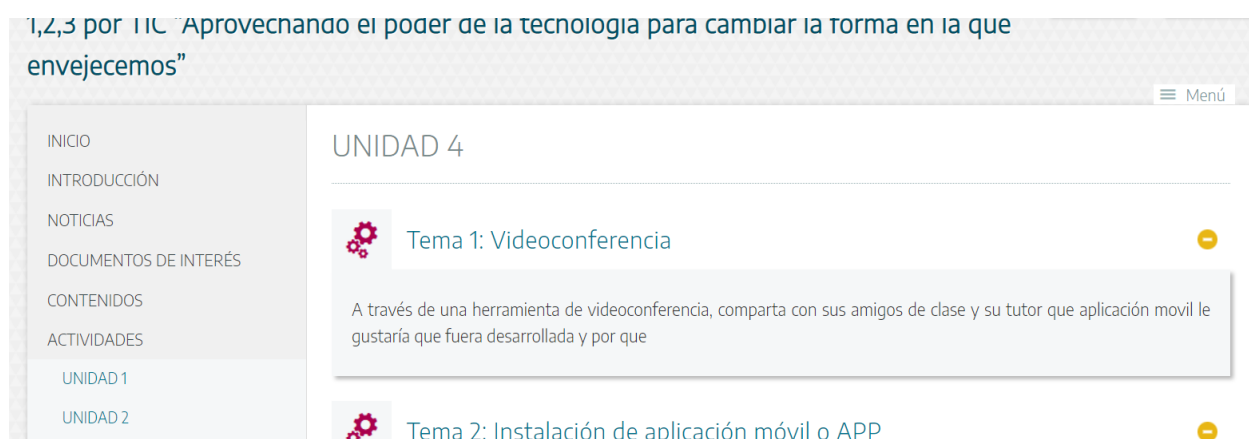 1,2,3 por TIC "Aprovechando el poder de la tecnología para cambiar la forma en la que
envejecemos”
Menú
INICIO
INTRODUCCIÓN
NOTICIAS
DOCUMENTOS DE INTERÉS
CONTENIDOS
ACTIVIDADES
UNIDAD 1
UNIDAD 2
UNIDAD 4
Tema 1: Videoconferencia
A través de una herramienta de videoconferencia, comparta con sus amigos de clase y su tutor que aplicación movil le
gustaría que fuera desarrollada y por que
Tema 2: Instalación de aplicación móvil o APP